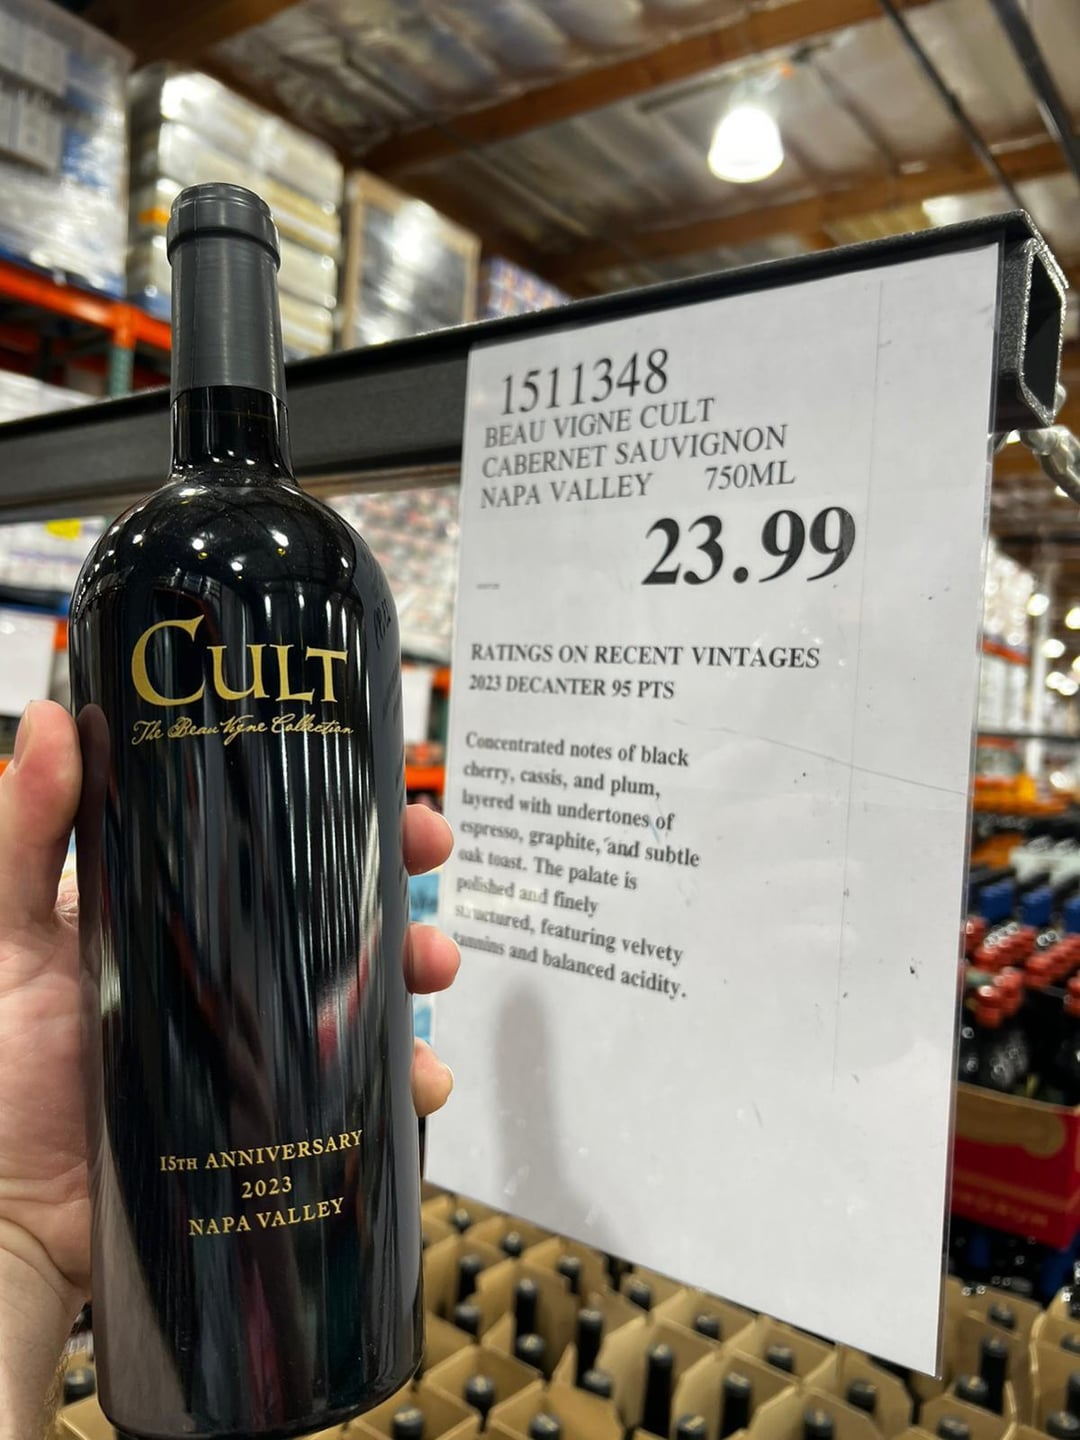 CULT
The Beau Vigne Collection
15TH ANNIVERSARY
2023
NAPA VALLEY
1511348
BEAU VIGNE CULT
CABERNET SAUVIGNON
NAPA VALLEY 750ML
23.99
RATINGS ON RECENT VINTAGES
2023 DECANTER 95 PTS
Concentrated notes of black
cherry, cassis, and plum,
layered with undertones of
espresso, graphite, and subtle
oak toast. The palate is
polished and finely
structured, featuring velvety
tannins and balanced acidity.